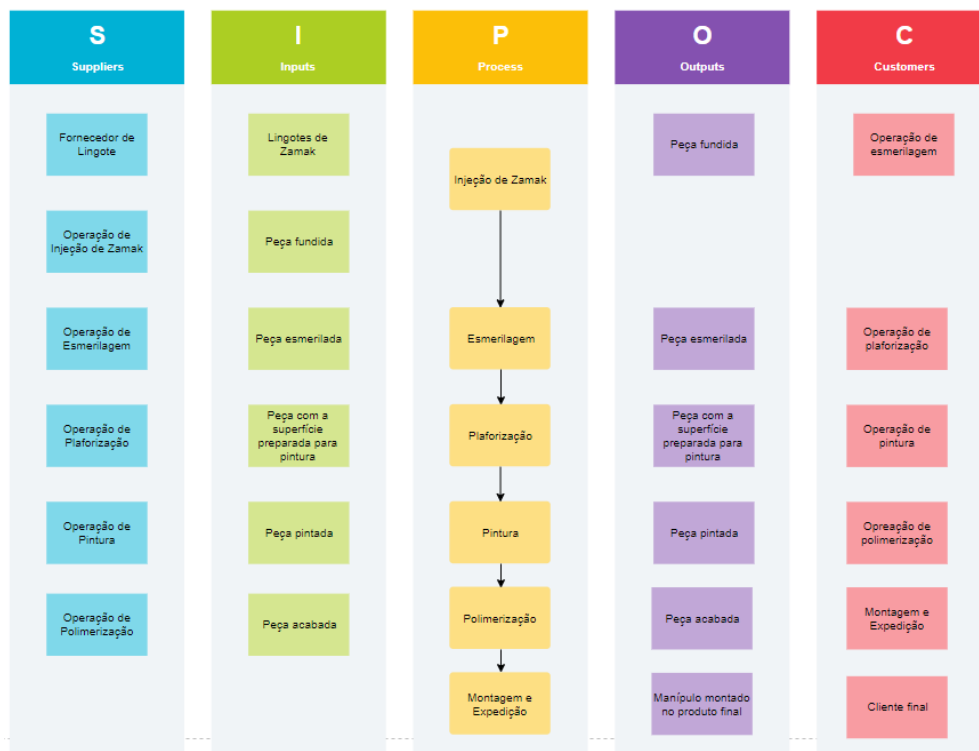 S
Suppliers
I
Inputs
P
Process
O
Outputs
C
Customers
Fornecedor de
Lingote
Lingotes de
Zamak
Injeção de Zamak
Peça fundida
Operação de
esmerilagem
Operação de
Injeção de Zamak
Peça fundida
Operação de
Esmerilagem
Peça esmerilada
Esmerilagem
Peça esmerilada
Operação de
plaforização
Operação de
Plaforização
Peça com a
superfície
preparada para
pintura
Plaforização
Peça com a
superfície
preparada para
pintura
Operação de
pintura
Operação de
Pintura
Peça pintada
Pintura
Peça pintada
Opreação de
polimerização
Operação de
Polimerização
Peça acabada
Polimerização
Peça acabada
Montagem e
Expedição
Montagem e
Expedição
Manípulo montado
no produto final
Cliente final